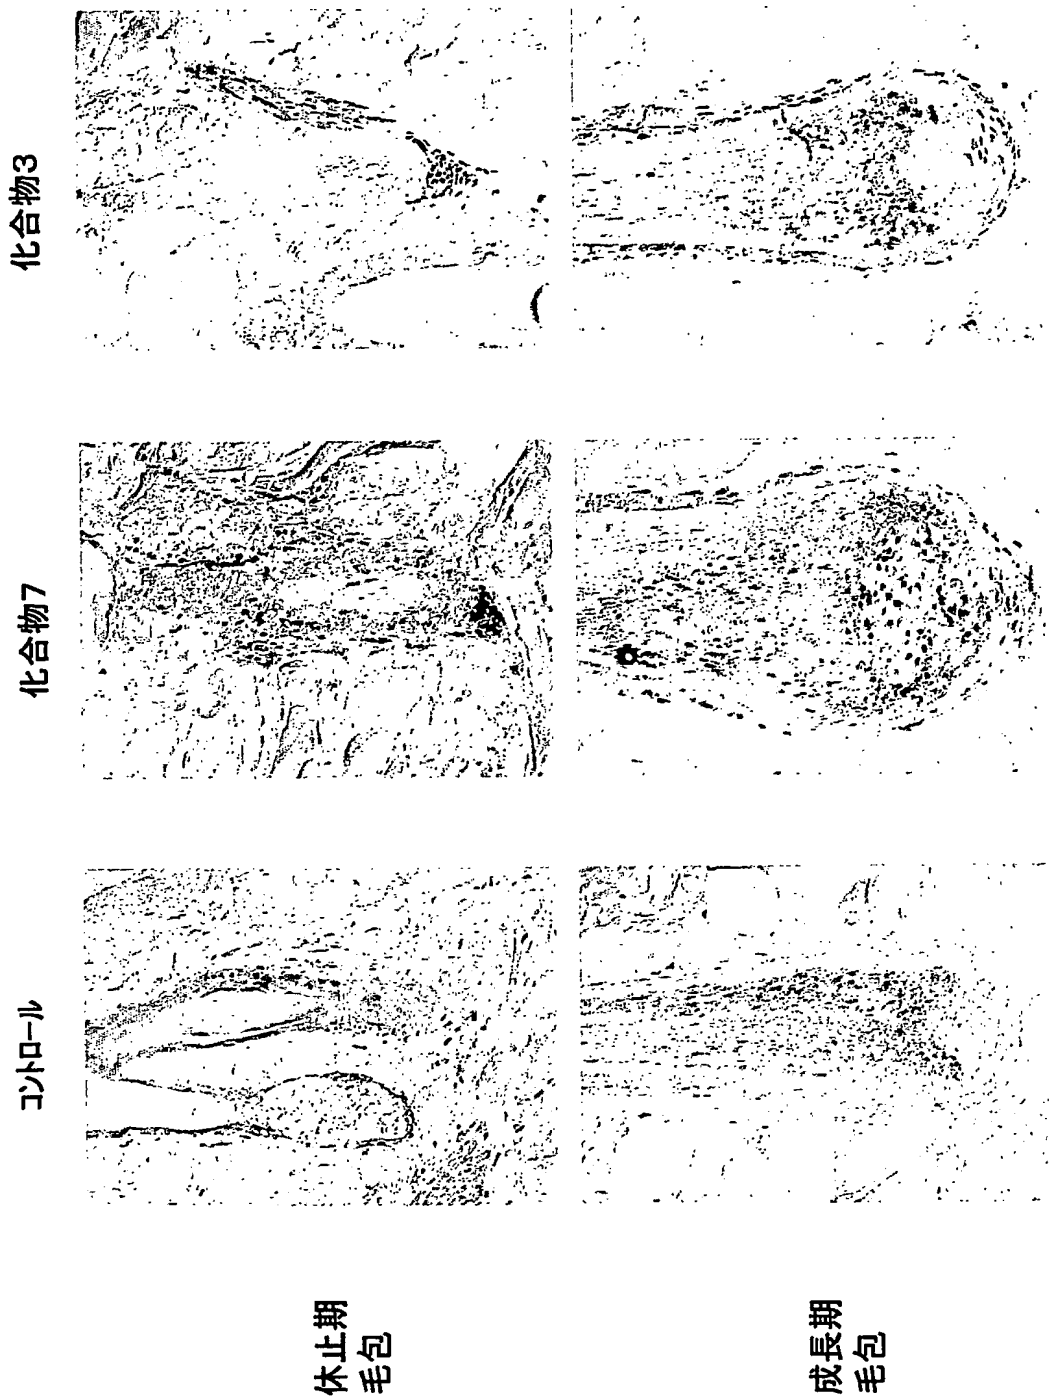 コントロール
化合物7
化合物3
休止期
毛包
成長期
毛包